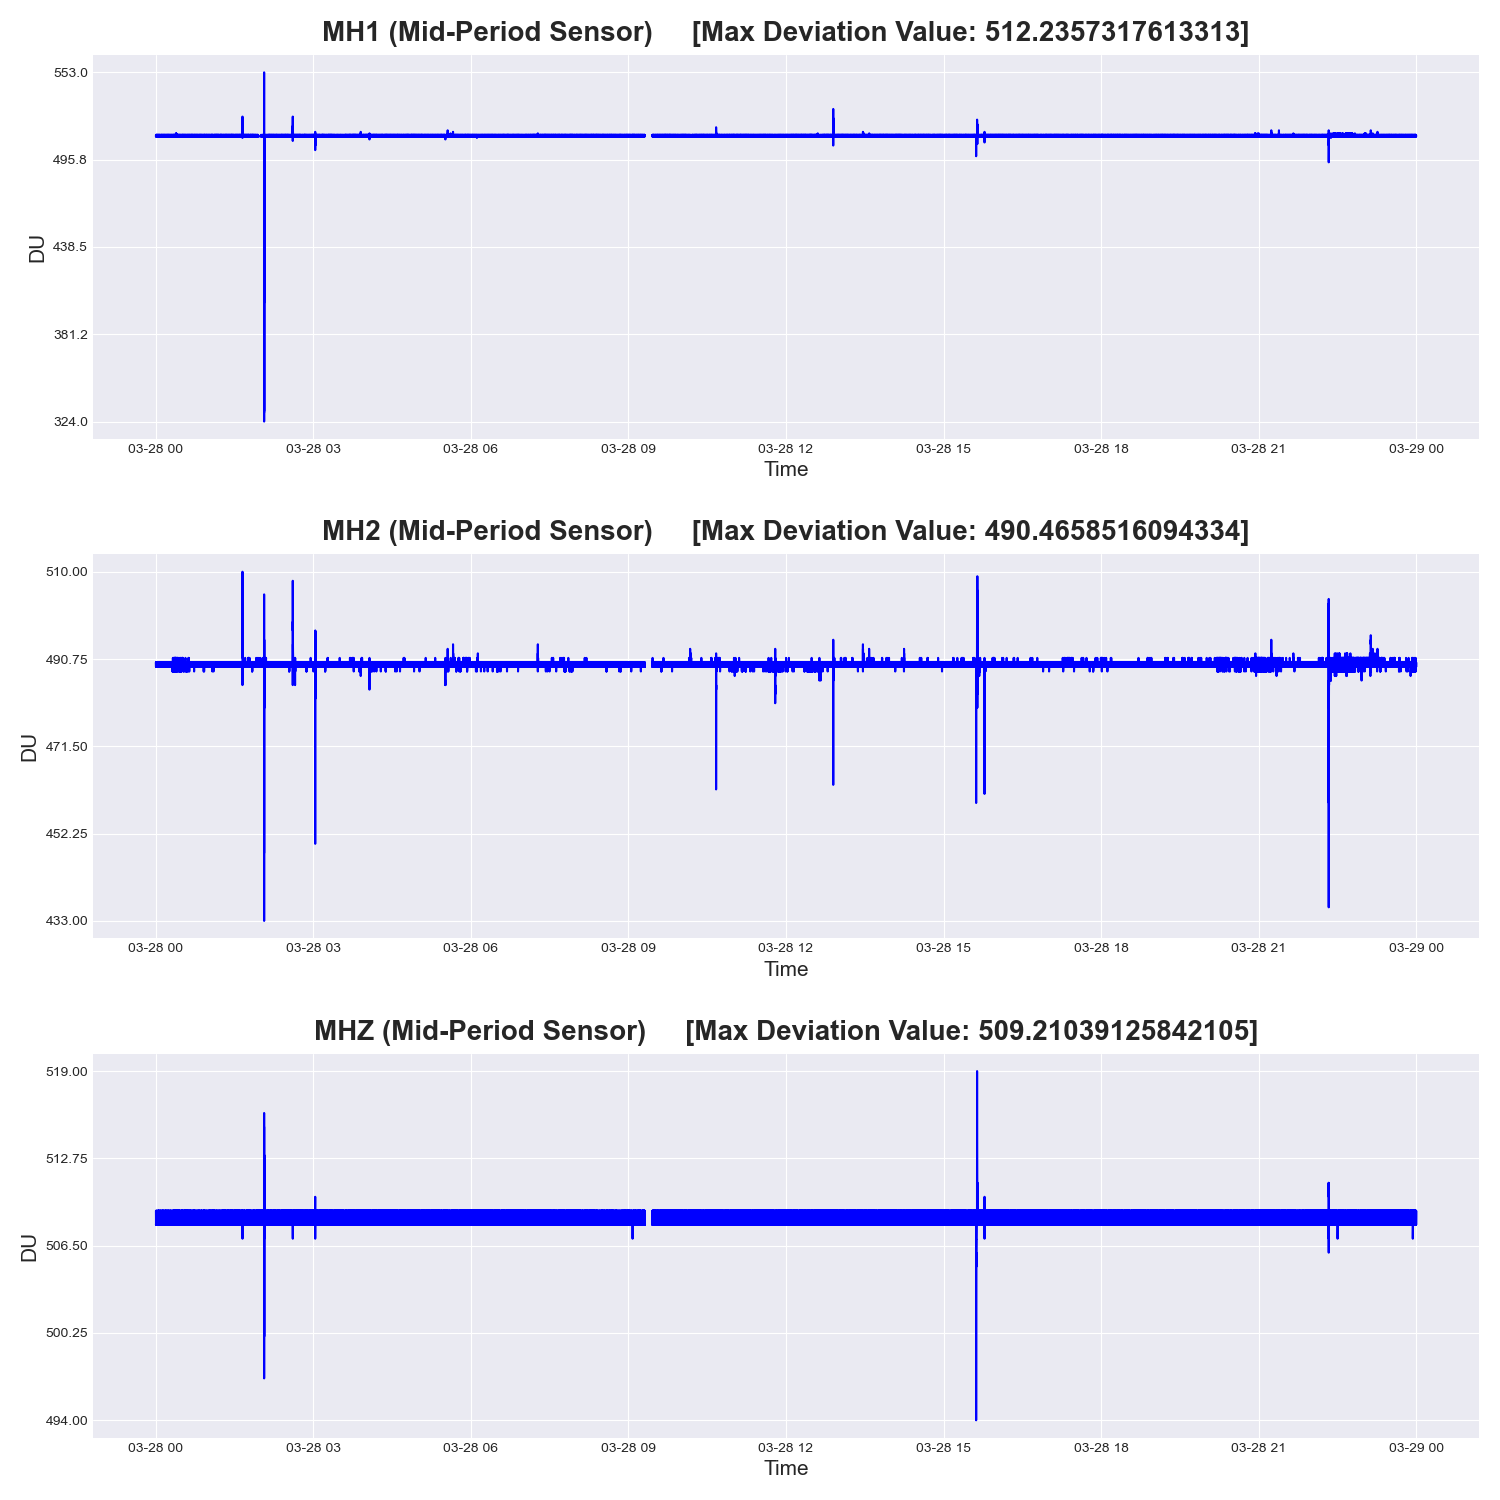 MH1 (Mid-Period Sensor) [Max Deviation Value: 512.2357317613313]
553.0
495.8
438.5
381.2
324.0
DU
03-28 00 03-28 03 03-28 06 03-28 09 03-28 12 03-28 15 03-28 18 03-28 21 03-29 00
Time
MH2 (Mid-Period Sensor) [Max Deviation Value: 490.4658516094334]
510.00
490.75
471.50
452.25
433.00
DU
03-28 00 03-28 03 03-28 06 03-28 09 03-28 12 03-28 15 03-28 18 03-28 21 03-29 00
Time
MHZ (Mid-Period Sensor) [Max Deviation Value: 509.21039125842105]
519.00
512.75
506.50
500.25
494.00
DU
03-28 00 03-28 03 03-28 06 03-28 09 03-28 12 03-28 15 03-28 18 03-28 21 03-29 00
Time